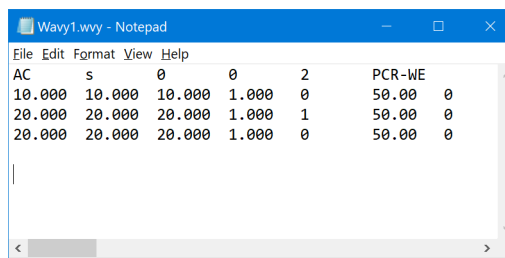 Wavy1.wvy - Notepad
File Edit Format View Help
AC s 0 0 2 PCR-WE
10.000 10.000 10.000 1.000 0 50.00 0
20.000 20.000 20.000 1.000 1 50.00 0
20.000 20.000 20.000 1.000 0 50.00 0